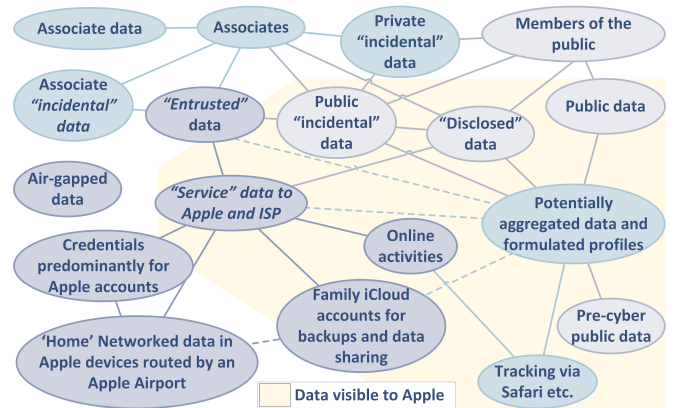 Associate data
Associates
Private
“incidental”
data
Members of the
public
Associate
“incidental”
data
“Entrusted”
data
Public
“incidental”
data
“Disclosed”
data
Public data
Air-gapped
data
“Service” data to
Apple and ISP
Potentially
aggregated data and
formulated profiles
Credentials
predominantly for
Apple accounts
Online
activities
Family iCloud
accounts for
backups and data
sharing
Pre-cyber
public data
‘Home’ Networked data in
Apple devices routed by an
Apple Airport
Tracking via
Safari etc.
Data visible to Apple